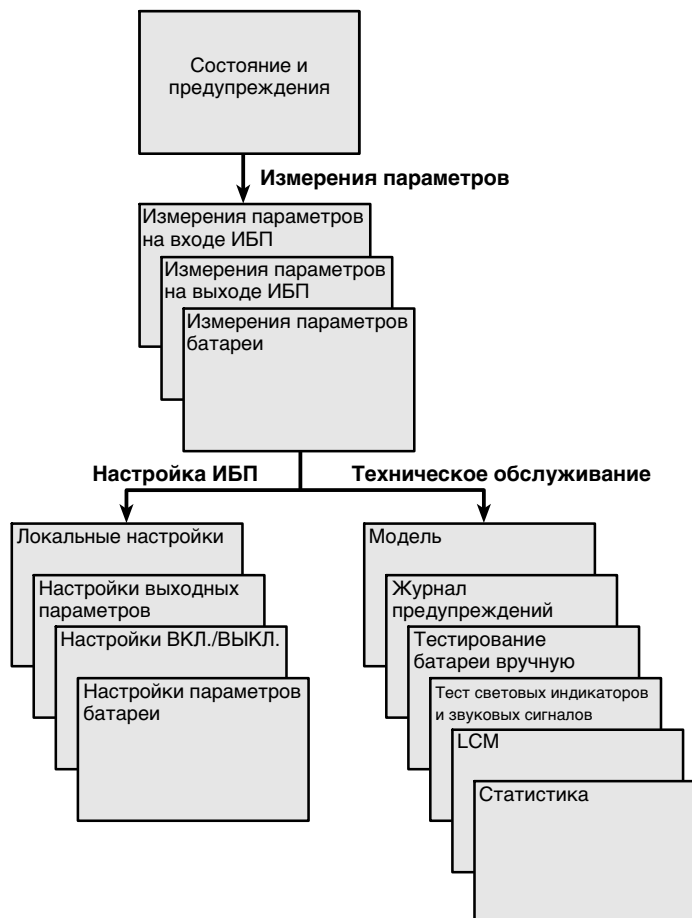 Состояние и
предупреждения
Измерения параметров
Измерения параметров
на входе ИБП
Измерения параметров
на выходе ИБП
Измерения параметров
батареи
Настройка ИБП
Техническое обслуживание
Локальные настройки
Настройки выходных
параметров
Настройки ВКЛ./ВЫКЛ.
Настройки параметров
батареи
Модель
Журнал
предупреждений
Тестирование
батареи вручную
Тест световых индикаторов
и звуковых сигналов
LCM
Статистика